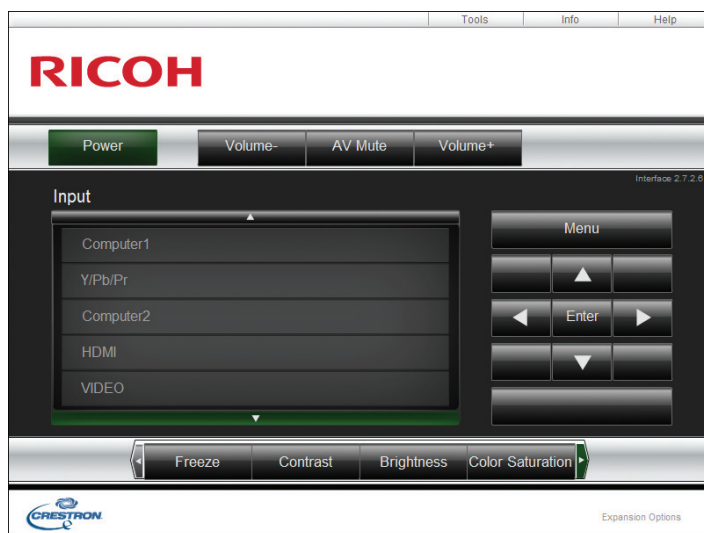 Tools Info Help
RICOH
Power Volume- AV Mute Volume+
Interface 2.7.2.6
Input
Computer1
Y/Pb/Pr
Computer2
HDMI
VIDEO
Menu
Enter
Freeze Contrast Brightness Color Saturation
CRESTRON
Expansion Options